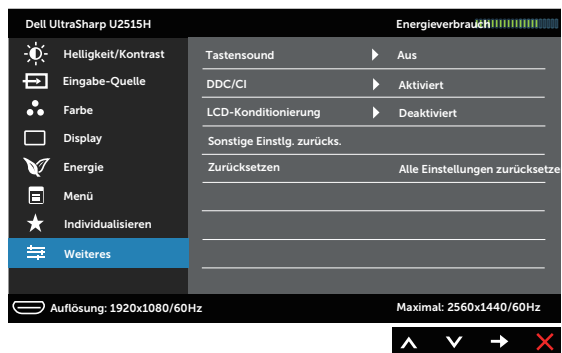 Dell UltraSharp U2515H Energieverbrauch
Helligkeit/Kontrast
Eingabe-Quelle
Farbe
Display
Energie
Menü
Individualisieren
Weiteres
Tastensound Aus
DDC/CI Aktiviert
LCD-Konditionierung Deaktiviert
Sonstige Einstlg. zurücks.
Zurücksetzen Alle Einstellungen zurücksetze
Auflösung: 1920x1080/60Hz Maximal: 2560x1440/60Hz